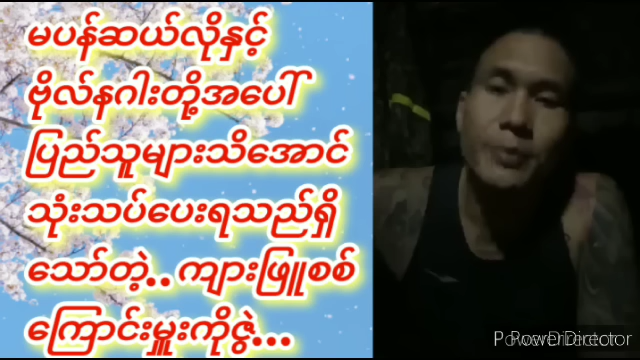 မပန်ဆယ်လိုနှင့်
ဗိုလ်နဂါးတို့အပေါ်
ပြည်သူများသိအောင်
သုံးသပ်ပေးရသည်ရှိ
သော်တဲ့..ကျားဖြူစစ်
ကြောင်းမှူးကိုဇွဲ...
PowerDirector